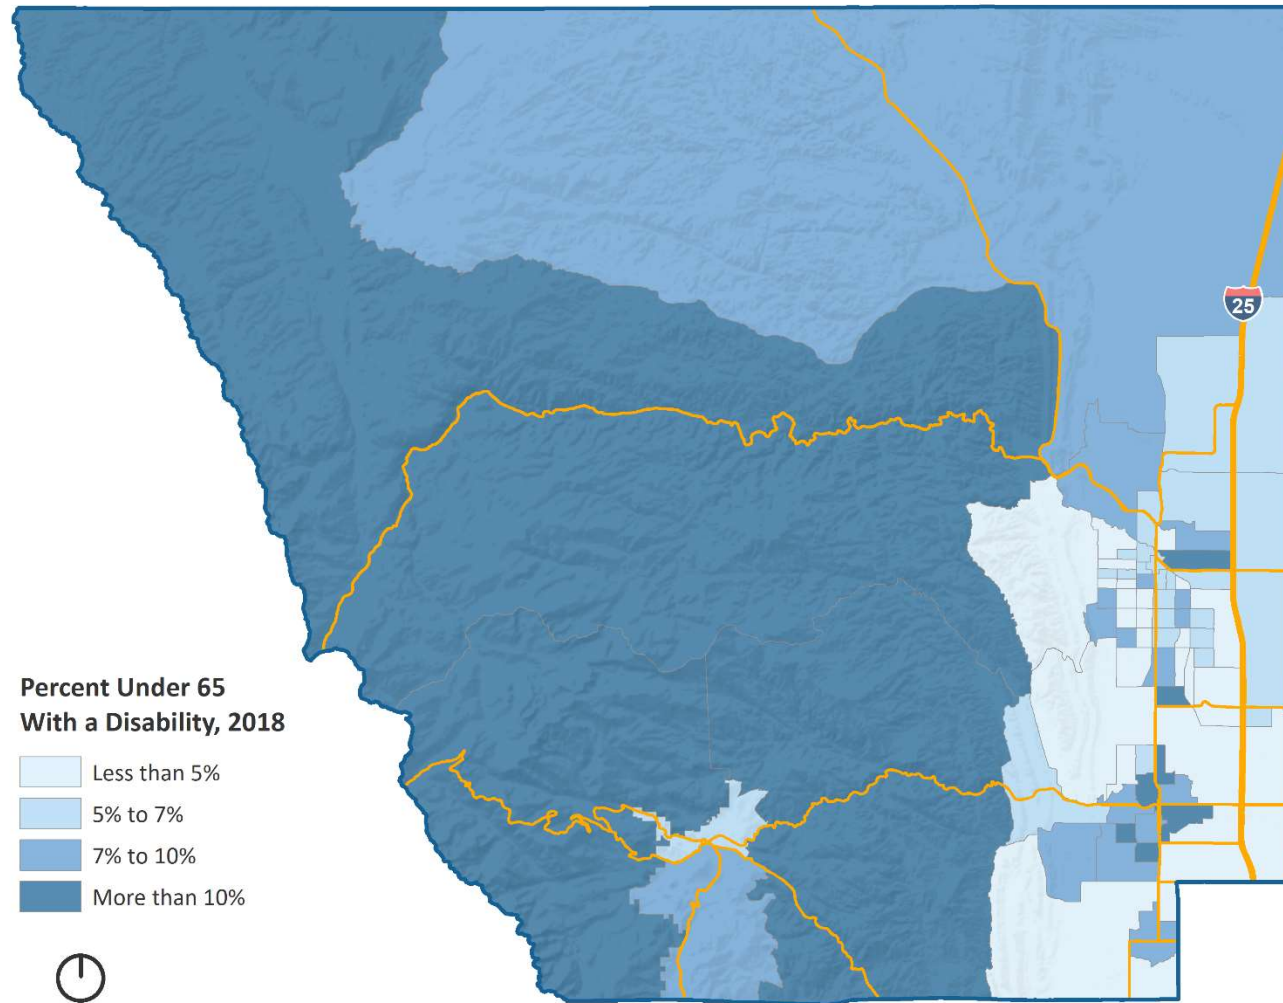 25
Percent Under 65
With a Disability, 2018
Less than 5%
5% to 7%
7% to 10%
More than 10%